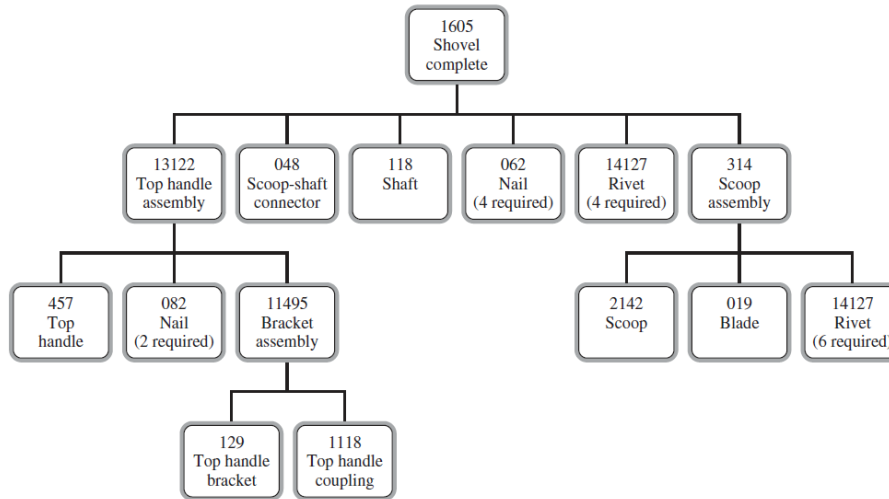 1605
Shovel
complete
13122
Top handle
assembly
048
Scoop-shaft
connector
118
Shaft
062
Nail
(4 required)
14127
Rivet
(4 required)
314
Scoop
assembly
457
Top
handle
082
Nail
(2 required)
11495
Bracket
assembly
2142
Scoop
019
Blade
14127
Rivet
(6 required)
129
Top handle
bracket
1118
Top handle
coupling